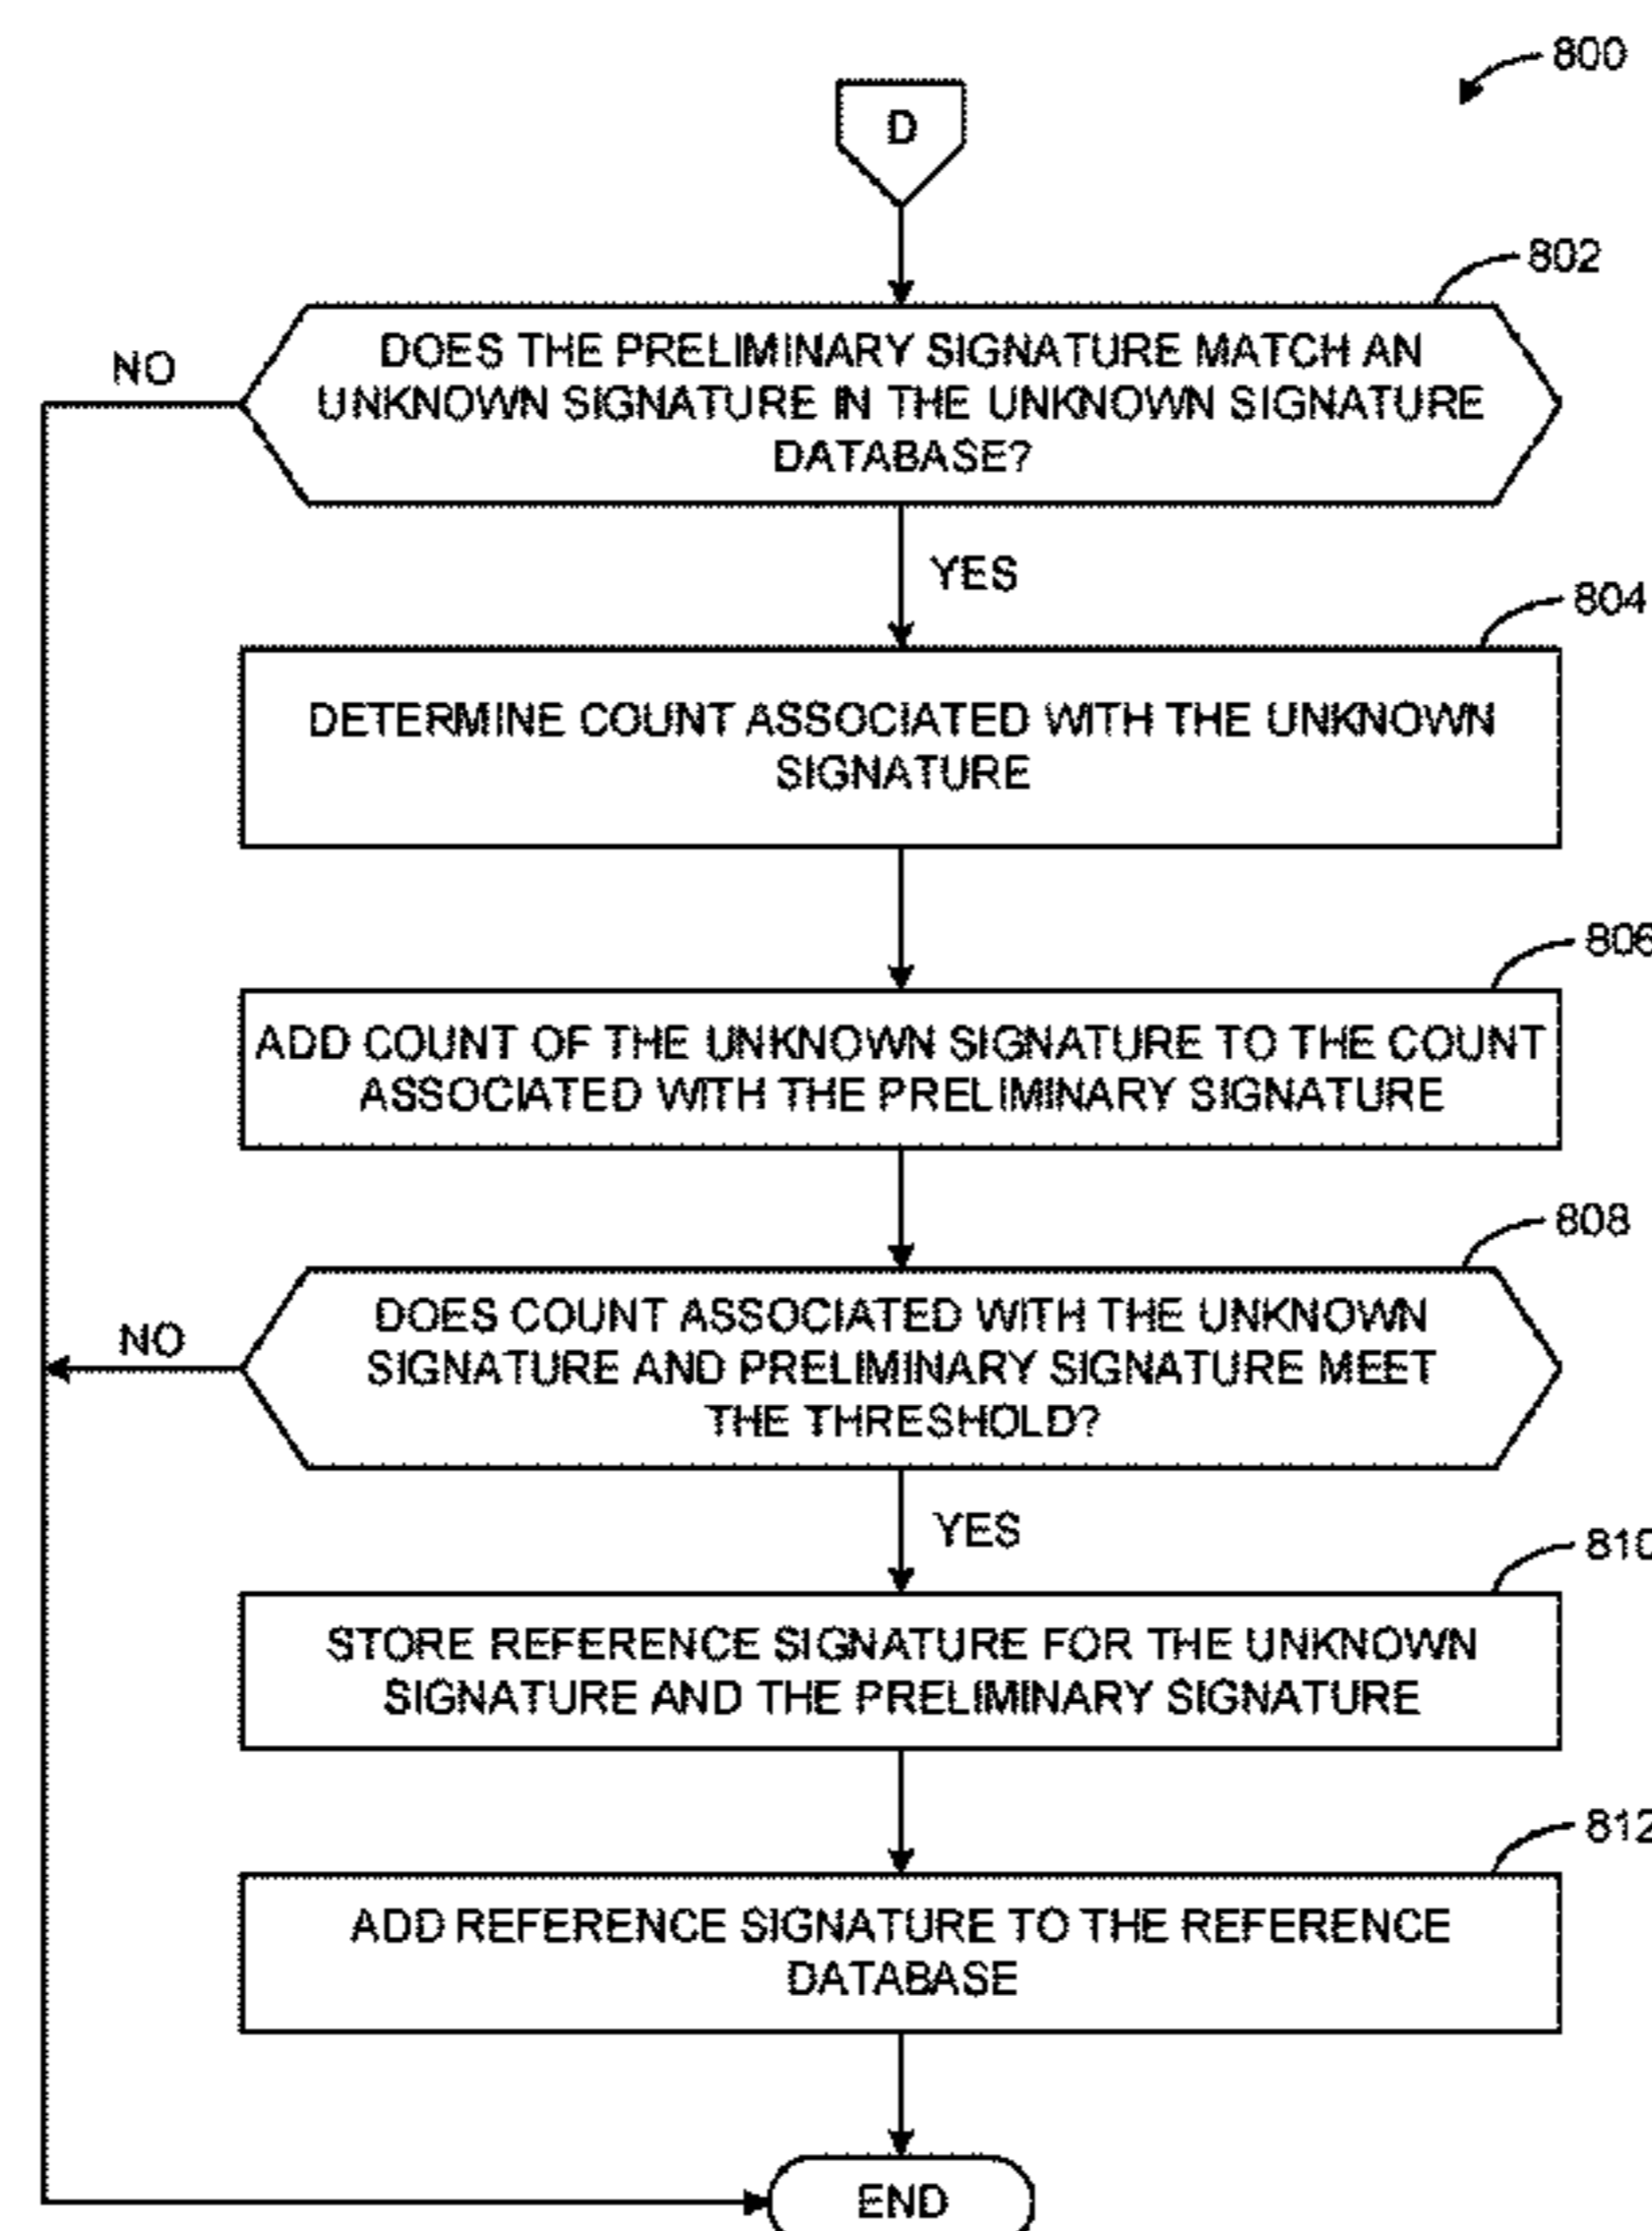 800
D
802
DOES THE PRELIMINARY SIGNATURE MATCH AN
UNKNOWN SIGNATURE IN THE UNKNOWN SIGNATURE
DATABASE?
NO
YES
804
DETERMINE COUNT ASSOCIATED WITH THE UNKNOWN
SIGNATURE
806
ADD COUNT OF THE UNKNOWN SIGNATURE TO THE COUNT
ASSOCIATED WITH THE PRELIMINARY SIGNATURE
808
DOES COUNT ASSOCIATED WITH THE UNKNOWN
SIGNATURE AND PRELIMINARY SIGNATURE MEET
THE THRESHOLD?
NO
YES
810
STORE REFERENCE SIGNATURE FOR THE UNKNOWN
SIGNATURE AND THE PRELIMINARY SIGNATURE
812
ADD REFERENCE SIGNATURE TO THE REFERENCE
DATABASE
END